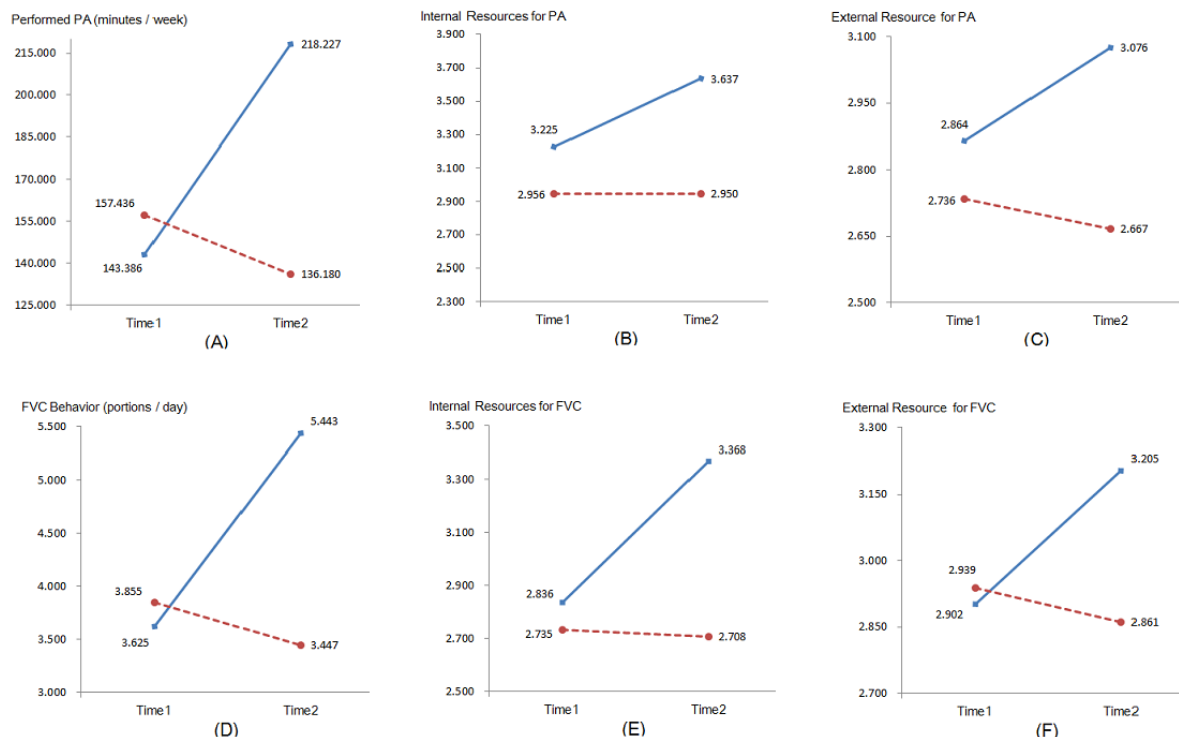 Performed PA (minutes / week)
215.000
200.000
185.000
170.000
155.000
140.000
125.000
218.227
157.436
143.386
136.180
Time1
Time2
(A)
Internal Resources for PA
3.900
3.700
3.500
3.300
3.100
2.900
2.700
2.500
2.300
3.637
3.225
2.956
2.950
Time1
Time2
(B)
External Resource for PA
3.100
2.950
2.800
2.650
2.500
3.076
2.864
2.736
2.667
Time1
Time2
(C)
FVC Behavior (portions / day)
5.500
5.000
4.500
4.000
3.500
3.000
5.443
3.855
3.625
3.447
Time1
Time2
(D)
Internal Resources for FVC
3.500
3.300
3.100
2.900
2.700
2.500
3.368
2.836
2.735
2.708
Time1
Time2
(E)
External Resource for FVC
3.300
3.150
3.000
2.850
2.700
3.205
2.939
2.902
2.861
Time1
Time2
(F)